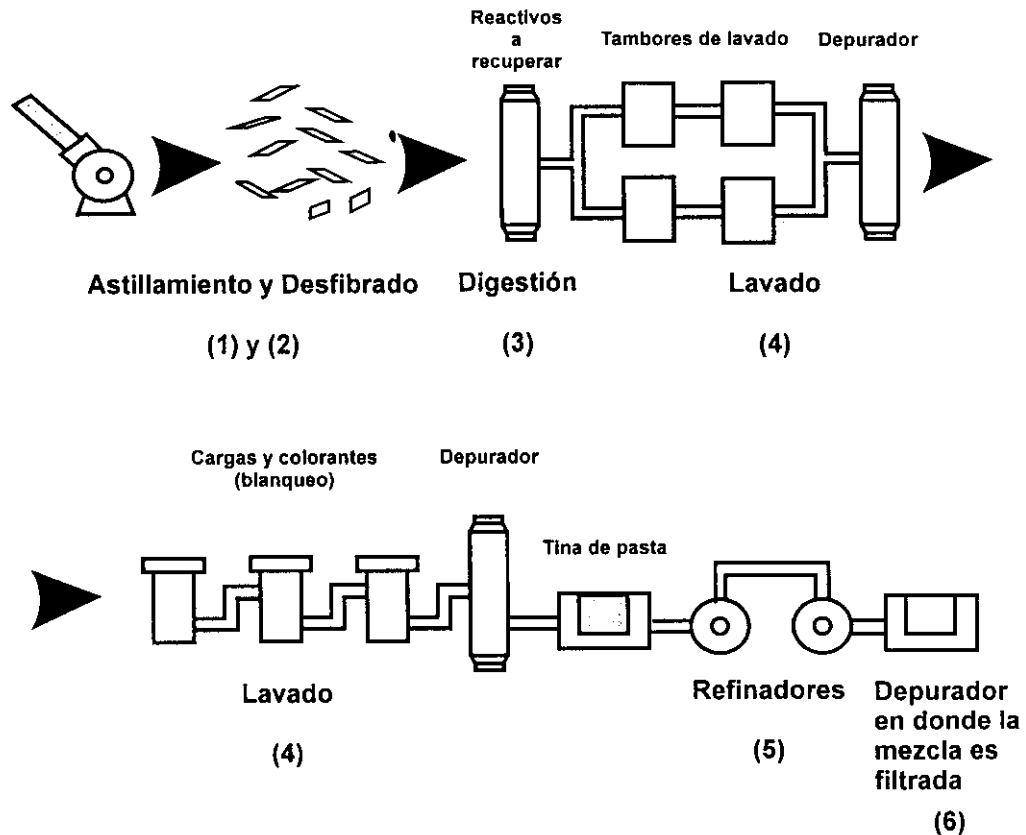 Reactivos
a
recuperar
Tambores de lavado
Depurador
Astillamiento y Desfibrado
Digestión
Lavado
(1) y (2)
(3)
(4)
Cargas y colorantes
(blanqueo)
Depurador
Tina de pasta
Lavado
(4)
Refinadores
(5)
Depurador
en donde la
mezcla es
filtrada
(6)